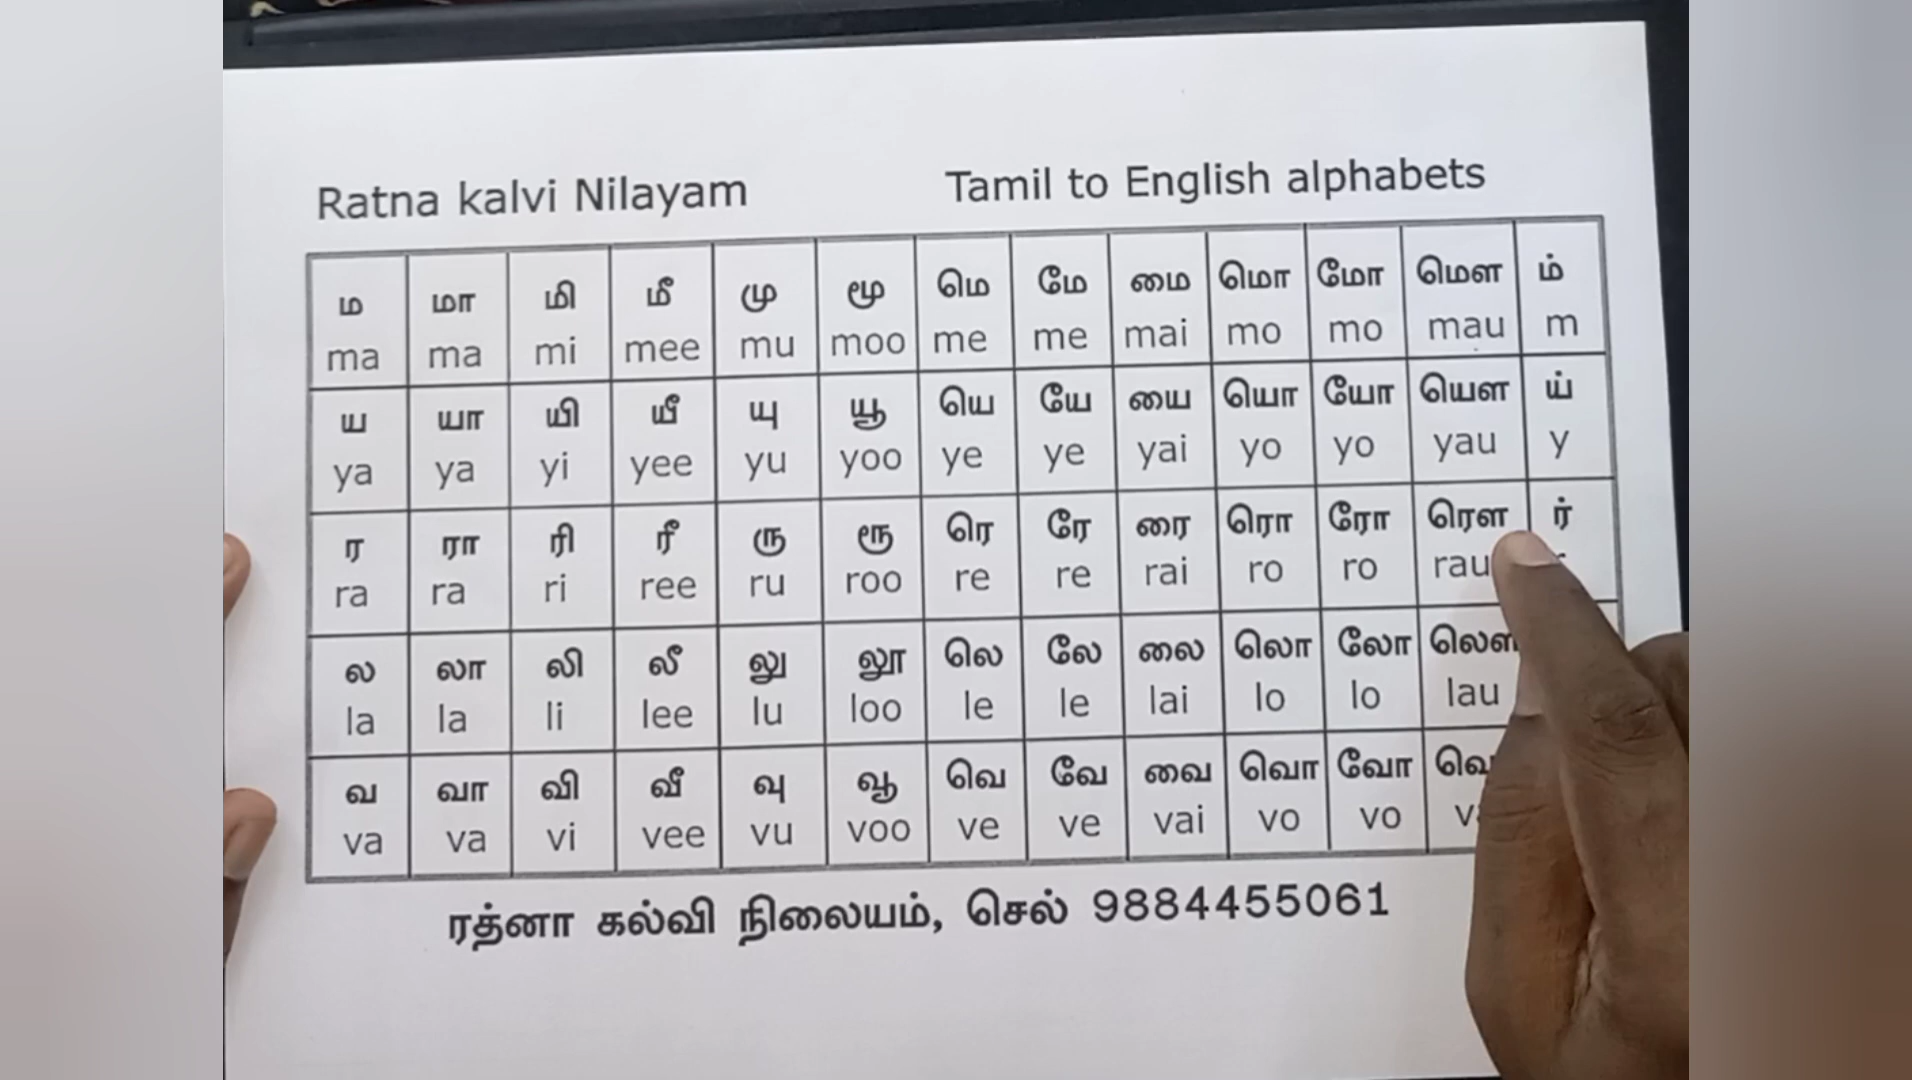 Ratna kalvi Nilayam Tamil to English alphabets
ம மா மி மீ மு மூ மெ மே மை மொ மோ மௌ ம்
ma ma mi mee mu moo me me mai mo mo mau m
ய யா யி யீ யு யூ யெ யே யை யொ யோ யௌ ய்
ya ya yi yee yu yoo ye ye yai yo yo yau y
ர ரா ரி ரீ ரு ரூ ரெ ரே ரை ரொ ரோ ரௌ ர்
ra ra ri ree ru roo re re rai ro ro rau
ல லா லி லீ லு லூ லெ லே லை லொ லோ லௌ
la la li lee lu loo le le lai lo lo lau
வ வா வி வீ வு வூ வெ வே வை வொ வோ
va va vi vee vu voo ve ve vai vo vo
ரத்னா கல்வி நிலையம், செல் 9884455061